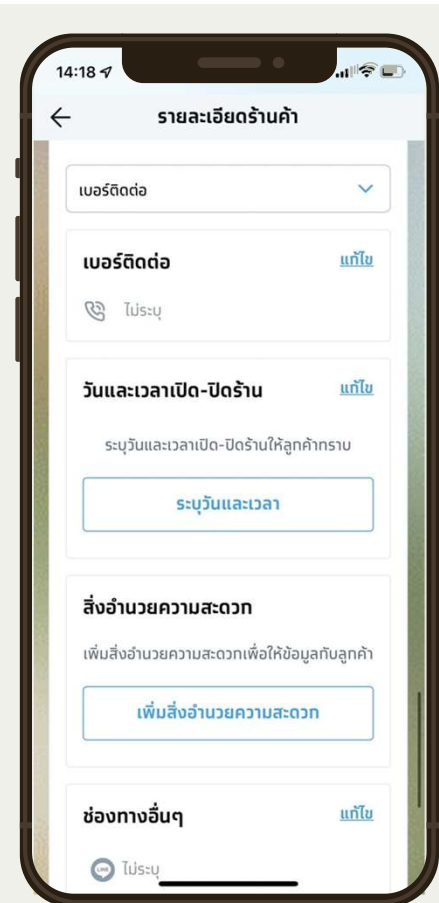 14:18
รายละเอียดร้านค้า
เบอร์ติดต่อ
เบอร์ติดต่อ แก้ไข
ไม่ระบุ
วันและเวลาเปิด-ปิดร้าน แก้ไข
ระบุวันและเวลาเปิด-ปิดร้านให้ลูกค้าทราบ
ระบุวันและเวลา
สิ่งอำนวยความสะดวก
เพิ่มสิ่งอำนวยความสะดวกเพื่อให้ข้อมูลกับลูกค้า
เพิ่มสิ่งอำนวยความสะดวก
ช่องทางอื่นๆ แก้ไข
LINE ไม่ระบุ